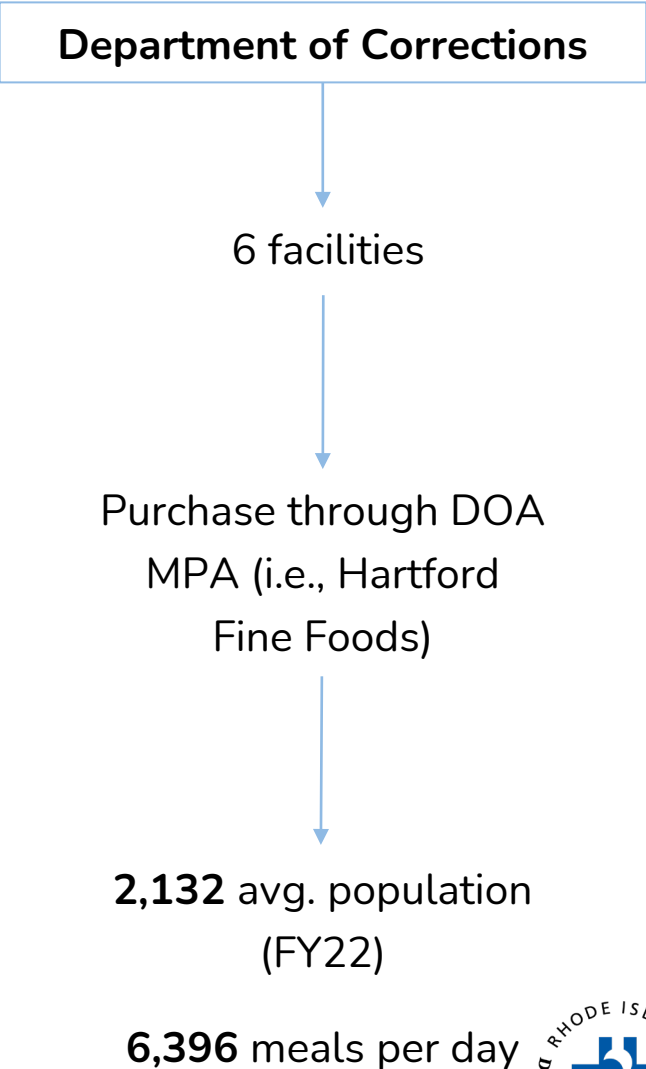 Department of Corrections
6 facilities
Purchase through DOA
MPA (i.e., Hartford
Fine Foods)
2,132 avg. population
(FY22)
6,396 meals per day
RHODE